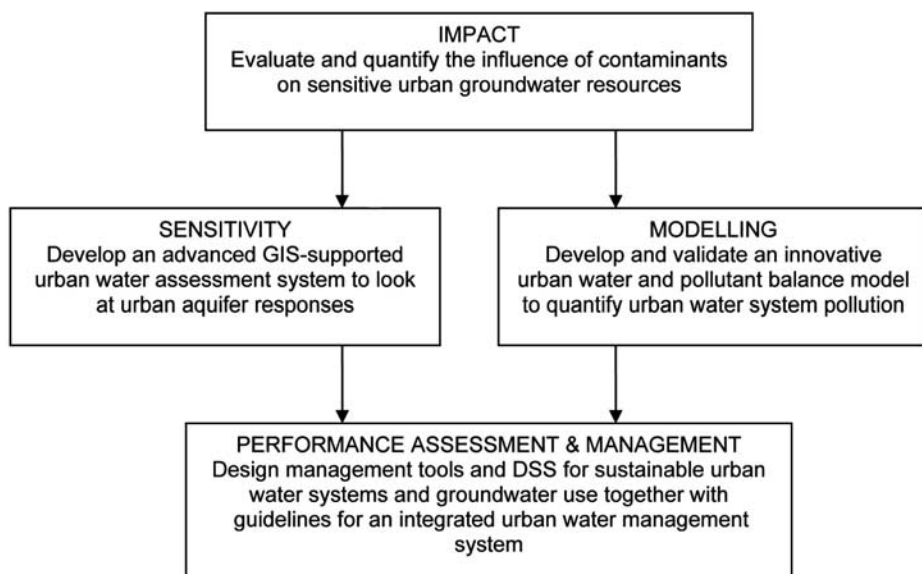 IMPACT
Evaluate and quantify the influence of contaminants
on sensitive urban groundwater resources
SENSITIVITY
Develop an advanced GIS-supported
urban water assessment system to look
at urban aquifer responses
MODELLING
Develop and validate an innovative
urban water and pollutant balance model
to quantify urban water system pollution
PERFORMANCE ASSESSMENT & MANAGEMENT
Design management tools and DSS for sustainable urban
water systems and groundwater use together with
guidelines for an integrated urban water management
system